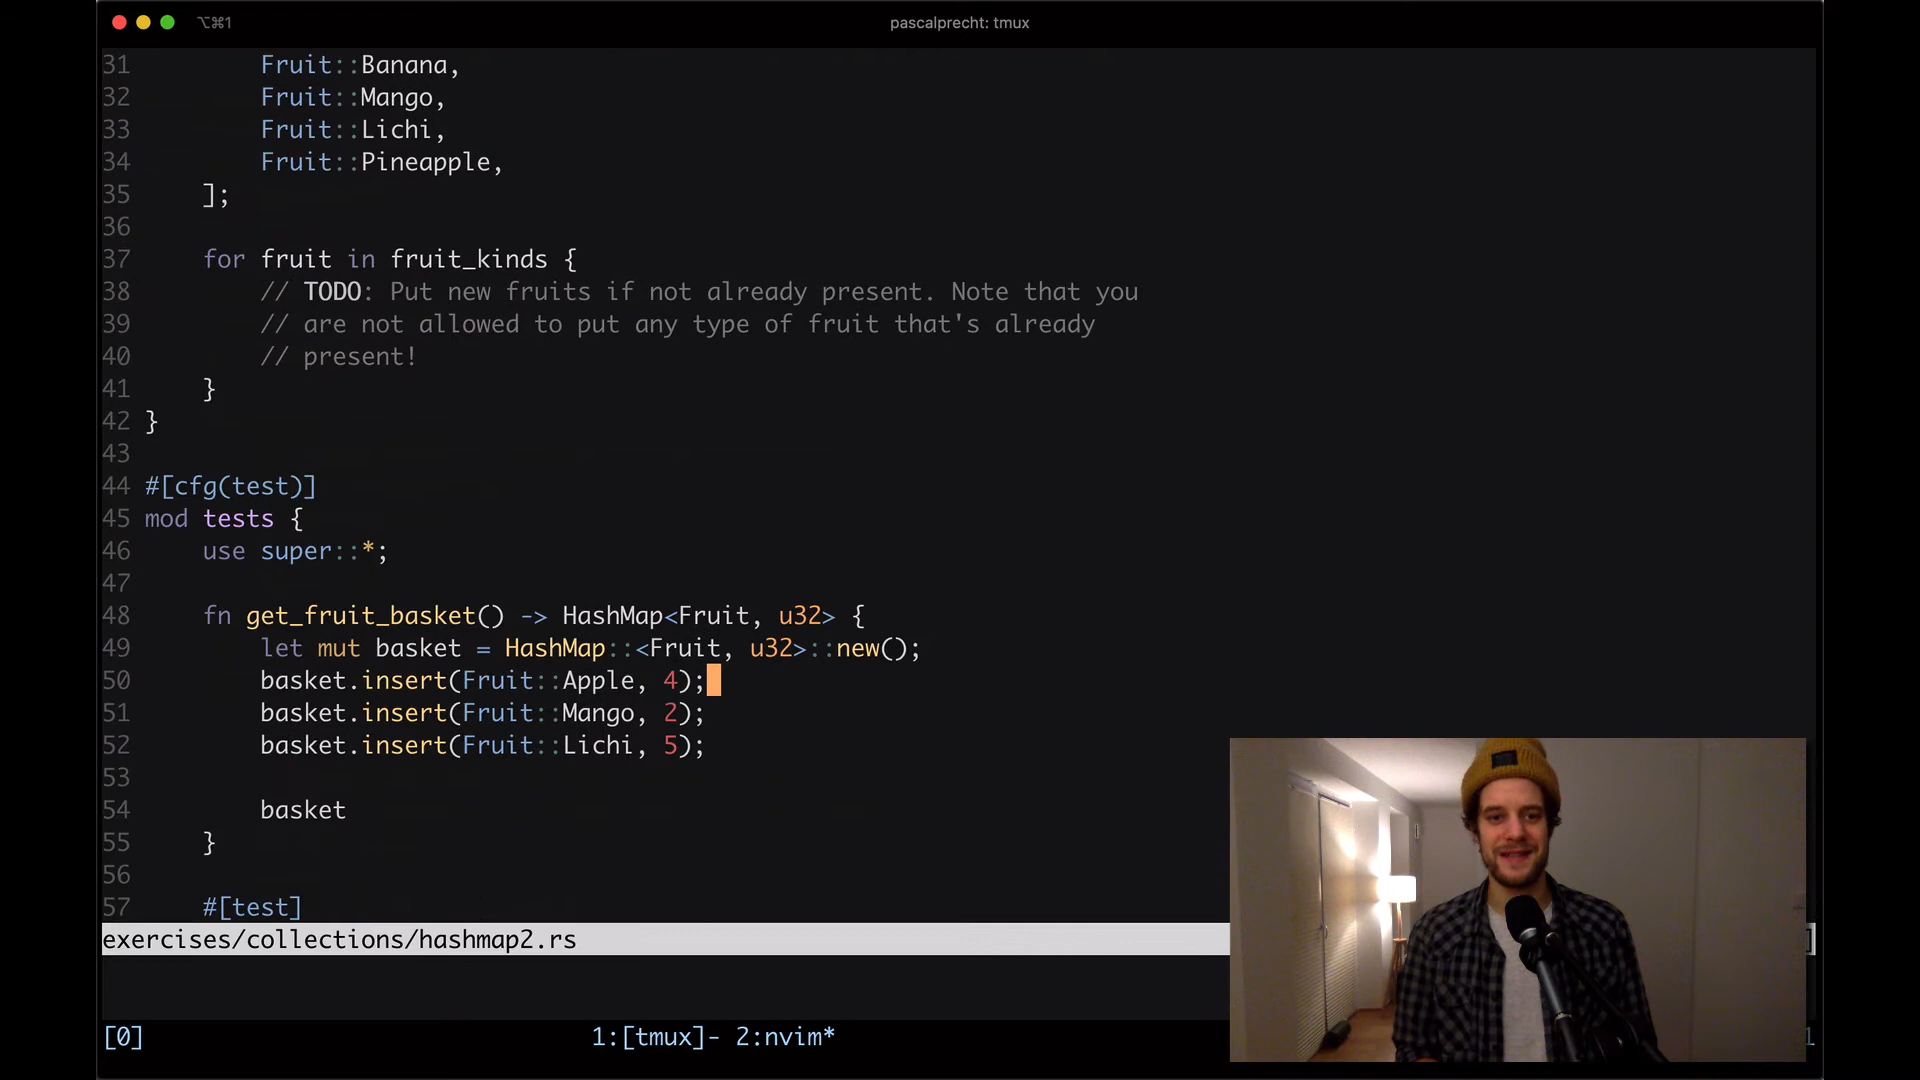 ⌥⌘1 pascalprecht: tmux
31 Fruit::Banana,
32 Fruit::Mango,
33 Fruit::Lichi,
34 Fruit::Pineapple,
35 ];
36
37 for fruit in fruit_kinds {
38 // TODO: Put new fruits if not already present. Note that you
39 // are not allowed to put any type of fruit that's already
40 // present!
41 }
42 }
43
44 #[cfg(test)]
45 mod tests {
46 use super::*;
47
48 fn get_fruit_basket() -> HashMap<Fruit, u32> {
49 let mut basket = HashMap::<Fruit, u32>::new();
50 basket.insert(Fruit::Apple, 4);
51 basket.insert(Fruit::Mango, 2);
52 basket.insert(Fruit::Lichi, 5);
53
54 basket
55 }
56
57 #[test]
exercises/collections/hashmap2.rs
[0] 1:[tmux]- 2:nvim*